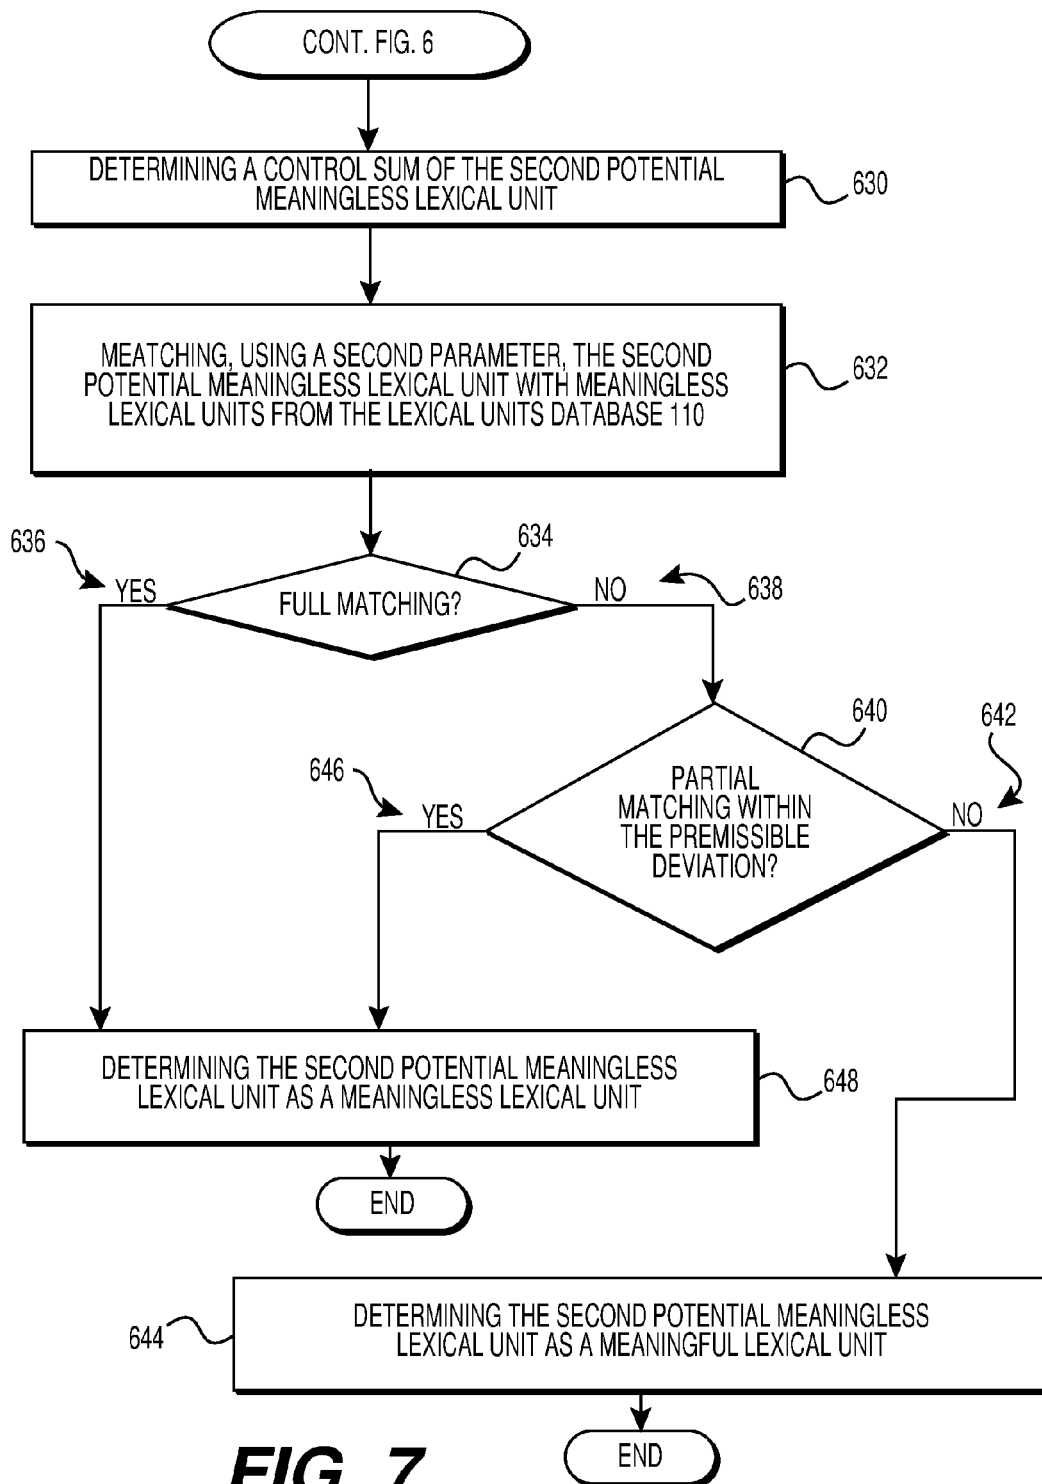 CONT. FIG. 6
DETERMINING A CONTROL SUM OF THE SECOND POTENTIAL
MEANINGLESS LEXICAL UNIT
630
MEATCHING, USING A SECOND PARAMETER, THE SECOND
POTENTIAL MEANINGLESS LEXICAL UNIT WITH MEANINGLESS
LEXICAL UNITS FROM THE LEXICAL UNITS DATABASE 110
632
636
634
YES
FULL MATCHING?
NO
638
640
642
646
PARTIAL
MATCHING WITHIN
THE PREMISSIBLE
DEVIATION?
YES
NO
DETERMINING THE SECOND POTENTIAL MEANINGLESS
LEXICAL UNIT AS A MEANINGLESS LEXICAL UNIT
648
END
DETERMINING THE SECOND POTENTIAL MEANINGLESS
LEXICAL UNIT AS A MEANINGFUL LEXICAL UNIT
644
END
FIG. 7